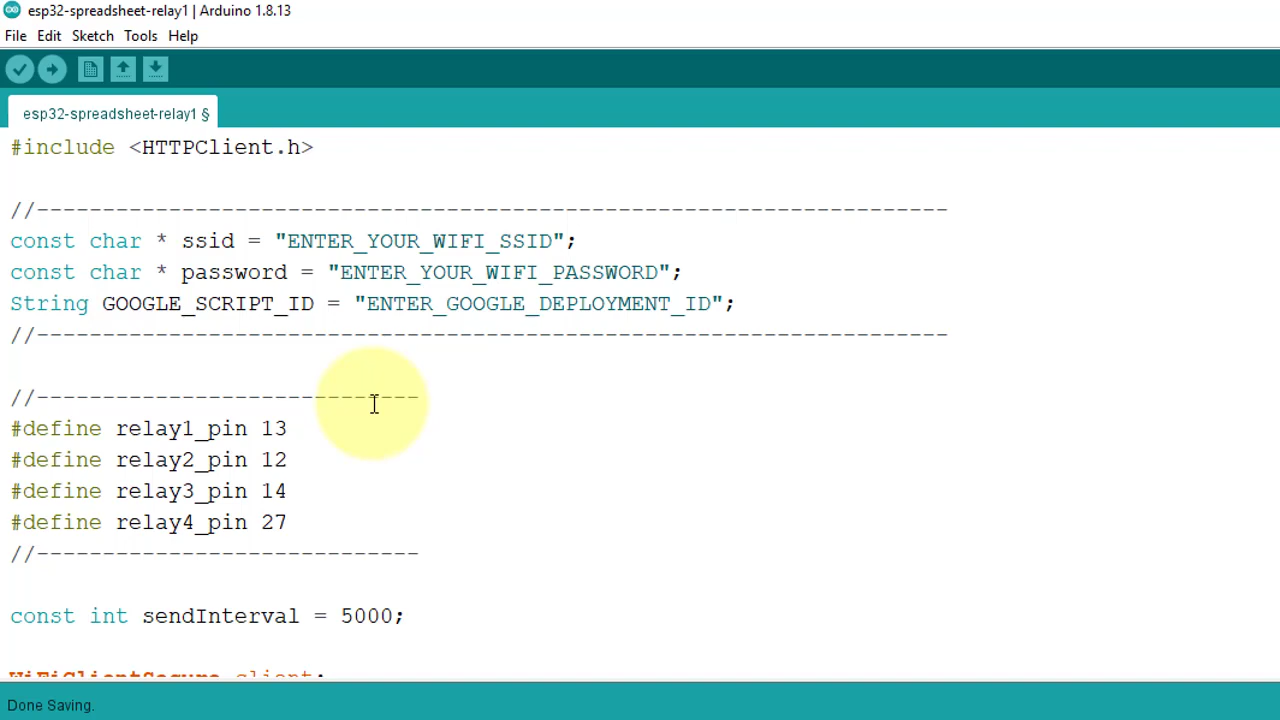 esp32-spreadsheet-relay1 | Arduino 1.8.13
File Edit Sketch Tools Help
esp32-spreadsheet-relay1 §
#include <HTTPClient.h>
//---------------------------------------------------------------------
const char * ssid = "ENTER_YOUR_WIFI_SSID";
const char * password = "ENTER_YOUR_WIFI_PASSWORD";
String GOOGLE_SCRIPT_ID = "ENTER_GOOGLE_DEPLOYMENT_ID";
//---------------------------------------------------------------------
//-----------------------------
#define relay1_pin 13
#define relay2_pin 12
#define relay3_pin 14
#define relay4_pin 27
//-----------------------------
const int sendInterval = 5000;
WiFiClientSecure client;
Done Saving.